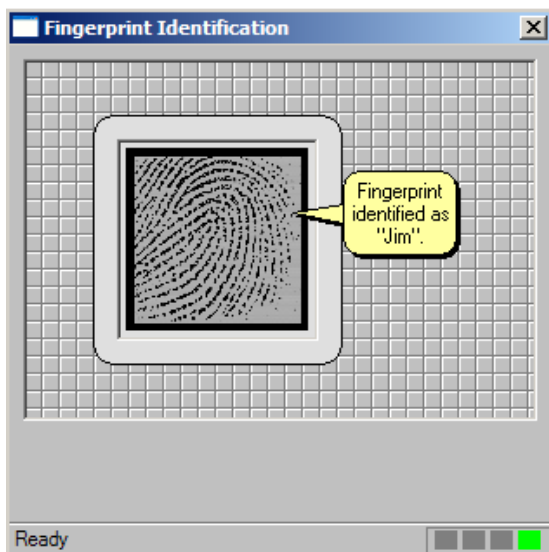 Fingerprint Identification
Fingerprint
identified as
"Jim".
Ready